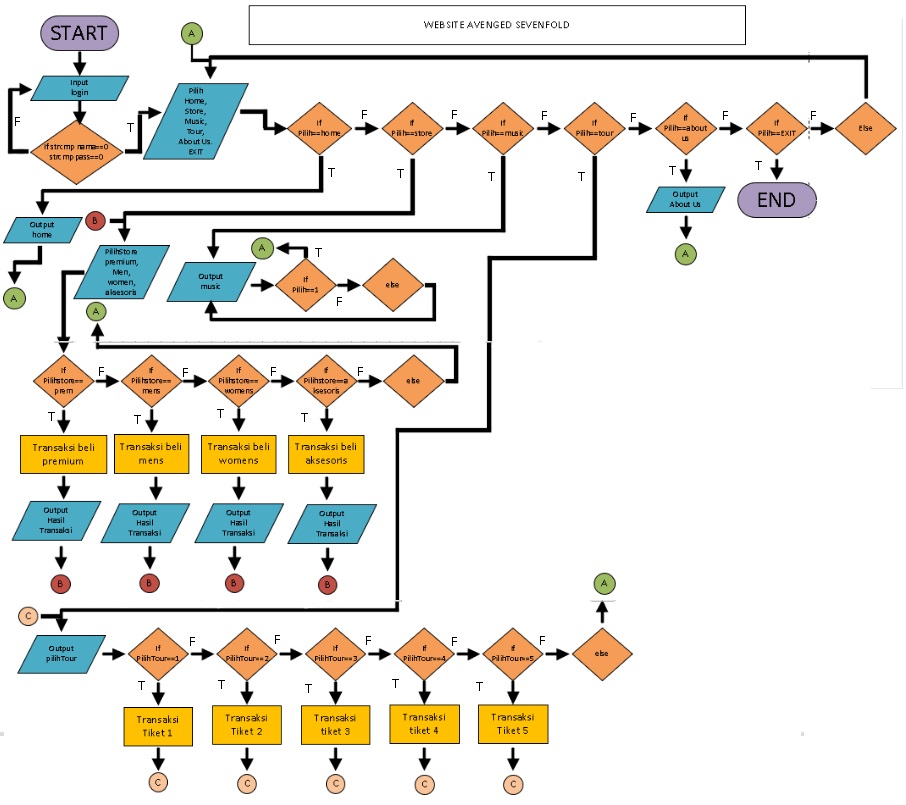 WEBSITE AVENGED SEVENFOLD
START
A
Input
login
F
T
If strcmp name==0
strcmp pass==0
Pilih
Home,
Store,
Music,
Tour,
About Us.
EXIT
If
Pilih==home
F
If
Pilih==store
F
If
Pilih==music
F
If
Pilih==tour
F
If
Pilih==about
us
F
If
Pilih==EXIT
F
Else
T
T
T
T
T
T
Output
About Us
END
A
Output
home
A
B
PilihStore
premium,
Men,
women,
aksesoris
A
Output
music
A
T
If
Pilih==1
F
else
If
Pilihstore==
prem
F
If
Pilihstore==
mens
F
If
Pilihstore==
womens
F
If
Pilihstore==a
ksesoris
F
else
T
T
T
T
Transaksi beli
premium
Transaksi beli
mens
Transaksi beli
womens
Transaksi beli
aksesoris
Output
Hasil
Transaksi
Output
Hasil
Transaksi
Output
Hasil
Transaksi
Output
Hasil
Transaksi
B
B
B
B
C
A
Output
pilihTour
If
PilihTour==1
F
If
PilihTour==2
F
If
PilihTour==3
F
If
PilihTour==4
F
If
PilihTour==5
F
else
T
T
T
T
T
Transaksi
Tiket 1
Transaksi
Tiket 2
Transaksi
tiket 3
Transaksi
tiket 4
Transaksi
Tiket 5
C
C
C
C
C